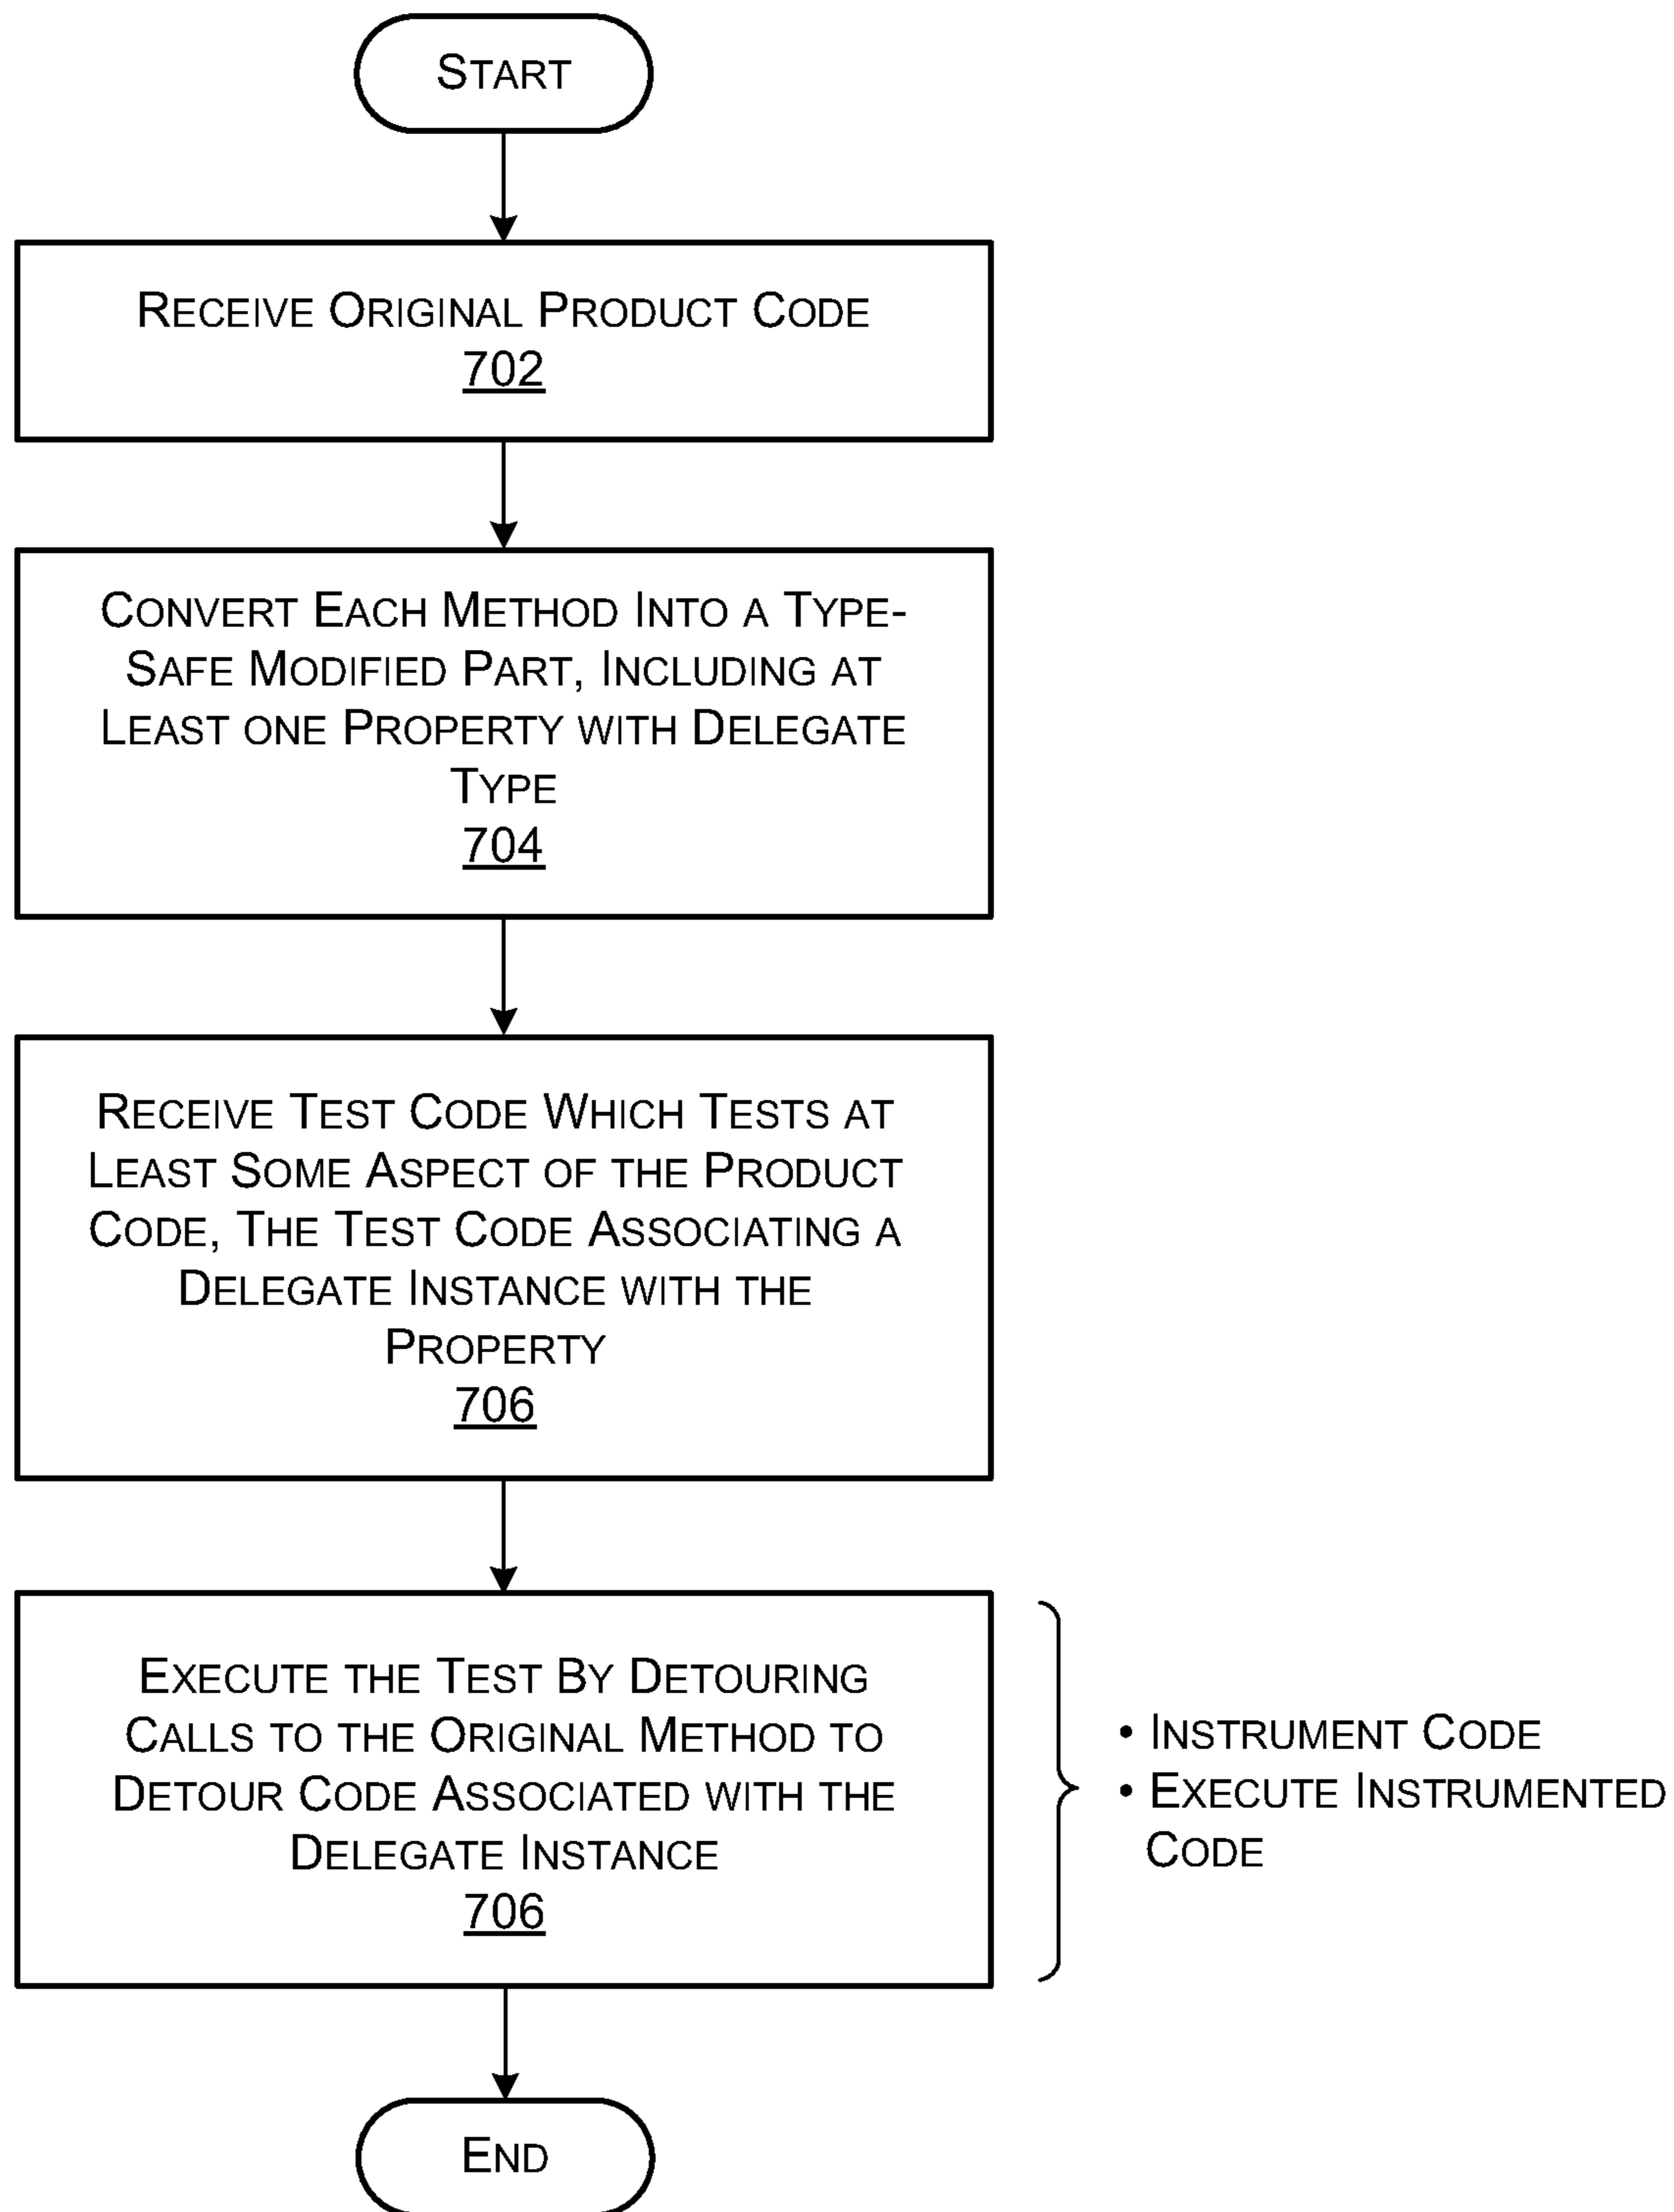 START
RECEIVE ORIGINAL PRODUCT CODE
702
CONVERT EACH METHOD INTO A TYPE-
SAFE MODIFIED PART, INCLUDING AT
LEAST ONE PROPERTY WITH DELEGATE
TYPE
704
RECEIVE TEST CODE WHICH TESTS AT
LEAST SOME ASPECT OF THE PRODUCT
CODE, THE TEST CODE ASSOCIATING A
DELEGATE INSTANCE WITH THE
PROPERTY
706
EXECUTE THE TEST BY DETOURING
CALLS TO THE ORIGINAL METHOD TO
DETOUR CODE ASSOCIATED WITH THE
DELEGATE INSTANCE
706
• INSTRUMENT CODE
• EXECUTE INSTRUMENTED
CODE
END